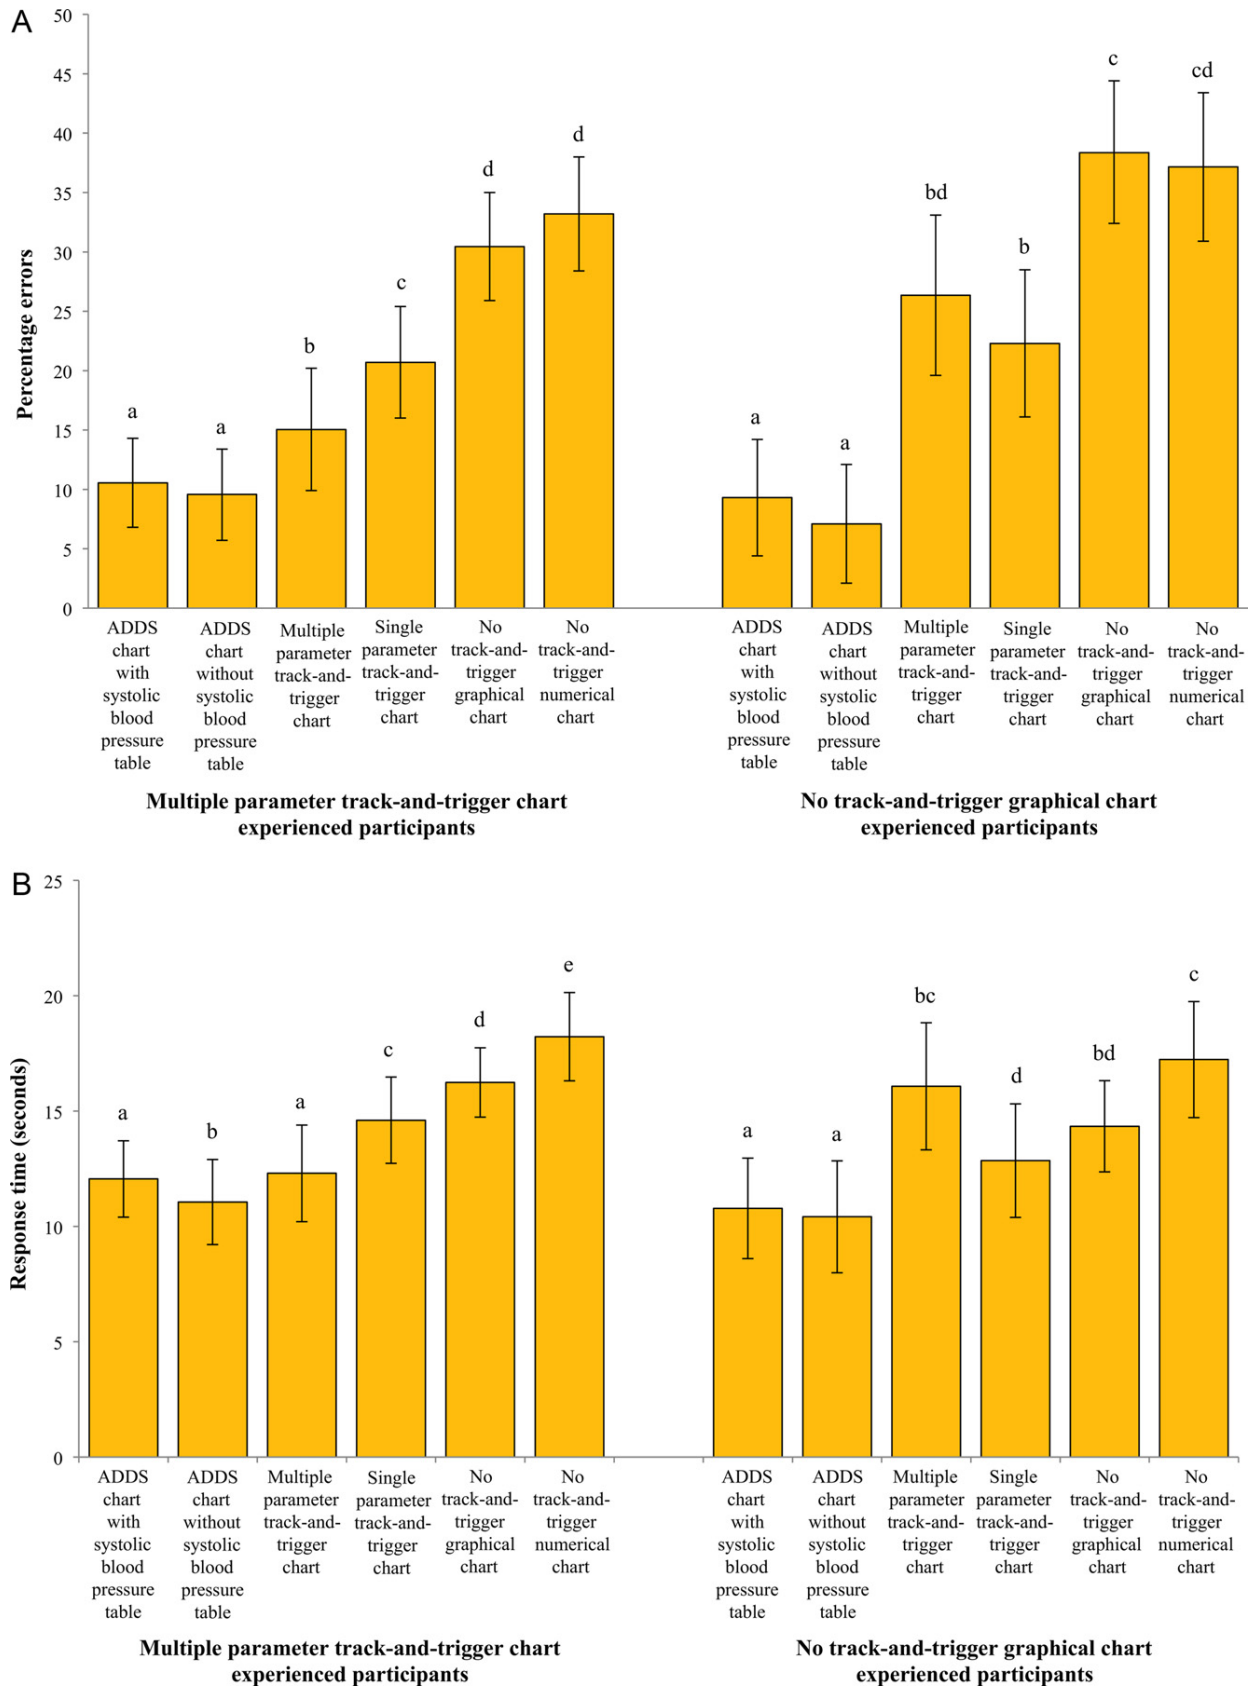 A
50
45
40
35
30
25
20
15
10
5
0
Percentage errors
a
a
b
c
d
d
a
a
bd
b
c
cd
ADDS
chart
with
systolic
blood
pressure
table
ADDS
chart
without
systolic
blood
pressure
table
Multiple
parameter
track-and-
trigger
chart
Single
parameter
track-and-
trigger
chart
No
track-and-
trigger
graphical
chart
No
track-and-
trigger
numerical
chart
ADDS
chart
with
systolic
blood
pressure
table
ADDS
chart
without
systolic
blood
pressure
table
Multiple
parameter
track-and-
trigger
chart
Single
parameter
track-and-
trigger
chart
No
track-and-
trigger
graphical
chart
No
track-and-
trigger
numerical
chart
Multiple parameter track-and-trigger chart
experienced participants
No track-and-trigger graphical chart
experienced participants
B
25
20
15
10
5
0
Response time (seconds)
a
b
a
c
d
e
a
a
bc
d
bd
c
ADDS
chart
with
systolic
blood
pressure
table
ADDS
chart
without
systolic
blood
pressure
table
Multiple
parameter
track-and-
trigger
chart
Single
parameter
track-and-
trigger
chart
No
track-and-
trigger
graphical
chart
No
track-and-
trigger
numerical
chart
ADDS
chart
with
systolic
blood
pressure
table
ADDS
chart
without
systolic
blood
pressure
table
Multiple
parameter
track-and-
trigger
chart
Single
parameter
track-and-
trigger
chart
No
track-and-
trigger
graphical
chart
No
track-and-
trigger
numerical
chart
Multiple parameter track-and-trigger chart
experienced participants
No track-and-trigger graphical chart
experienced participants